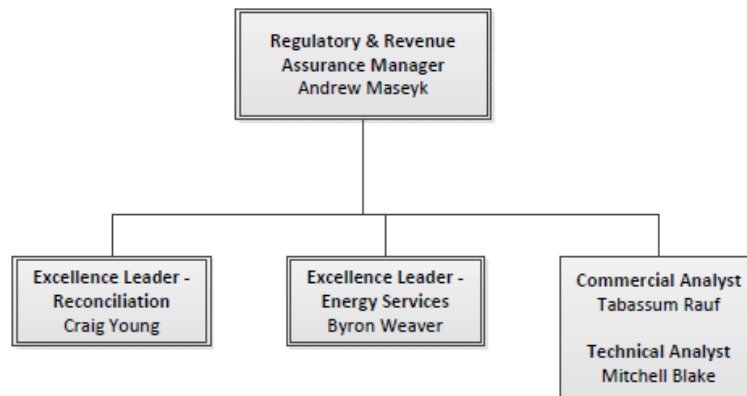 Regulatory & Revenue
Assurance Manager
Andrew Maseyk
Excellence Leader -
Reconciliation
Craig Young
Excellence Leader -
Energy Services
Byron Weaver
Commercial Analyst
Tabassum Rauf
Technical Analyst
Mitchell Blake